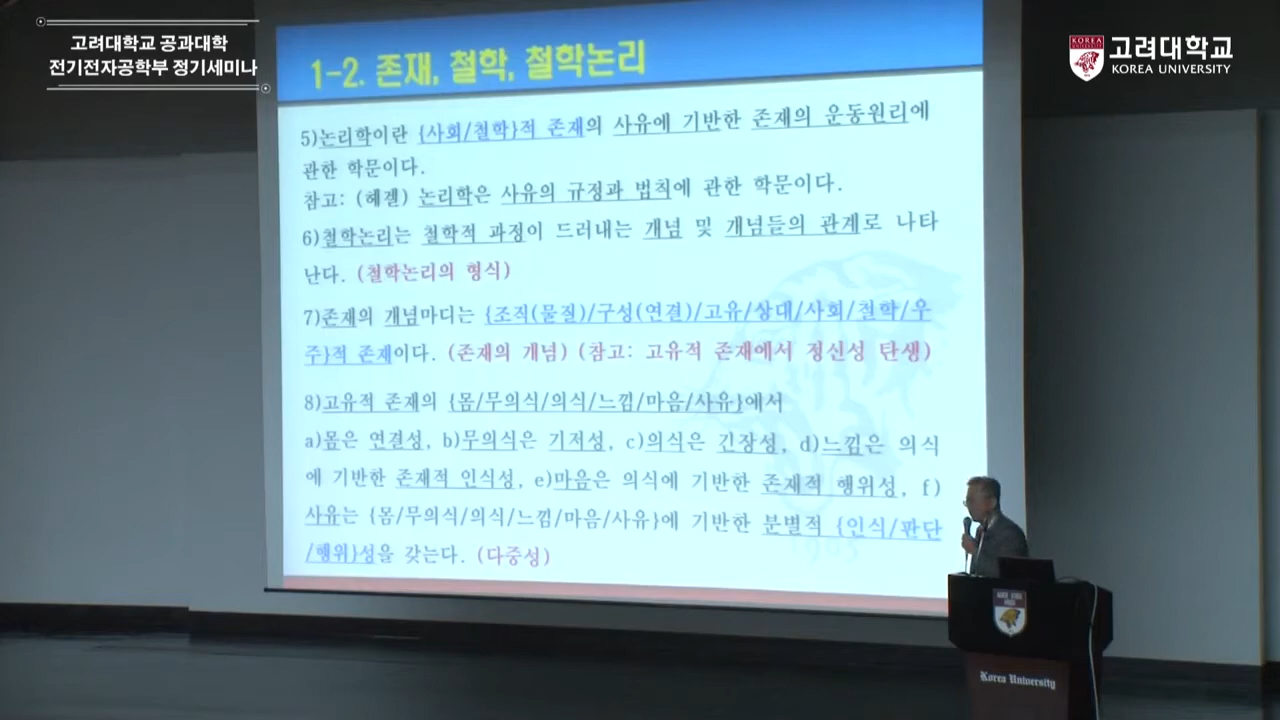 고려대학교 공과대학
전기전자공학부 정기세미나
KOREA
고려대학교
KOREA UNIVERSITY
1-2. 존재, 철학, 철학논리
5)논리학이란 {사회/철학}적 존재의 사유에 기반한 존재의 운동원리에
관한 학문이다.
참고: (헤겔) 논리학은 사유의 규정과 법칙에 관한 학문이다.
6)철학논리는 철학적 과정이 드러내는 개념 및 개념들의 관계로 나타
난다. (철학논리의 형식)
7)존재의 개념마디는 {조직(물질)/구성(연결)/고유/상대/사회/철학/우
주}적 존재이다. (존재의 개념) (참고: 고유적 존재에서 정신성 탄생)
8)고유적 존재의 {몸/무의식/의식/느낌/마음/사유}에서
a)몸은 연결성, b)무의식은 기저성, c)의식은 긴장성, d)느낌은 의식
에 기반한 존재적 인식성, e)마음은 의식에 기반한 존재적 행위성, f)
사유는 {몸/무의식/의식/느낌/마음/사유}에 기반한 분별적 {인식/판단
/행위}성을 갖는다. (다중성)
Korea University